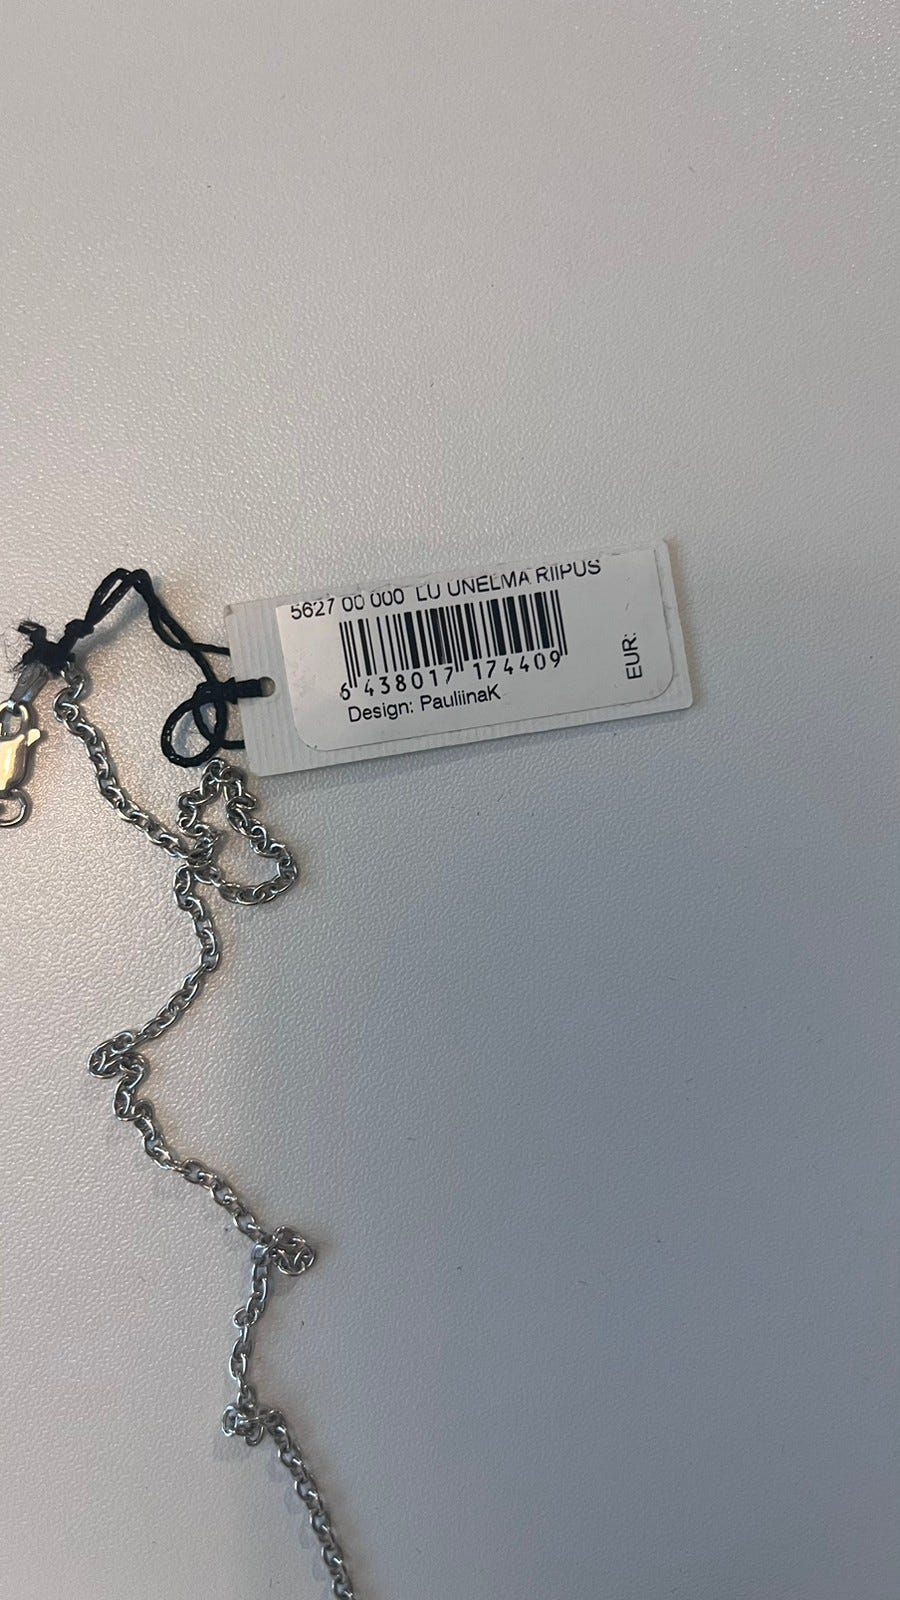 5627 00 000 LU UNELMA RIIPUS
6 438017 174409
Design: PauliinaK
EUR: